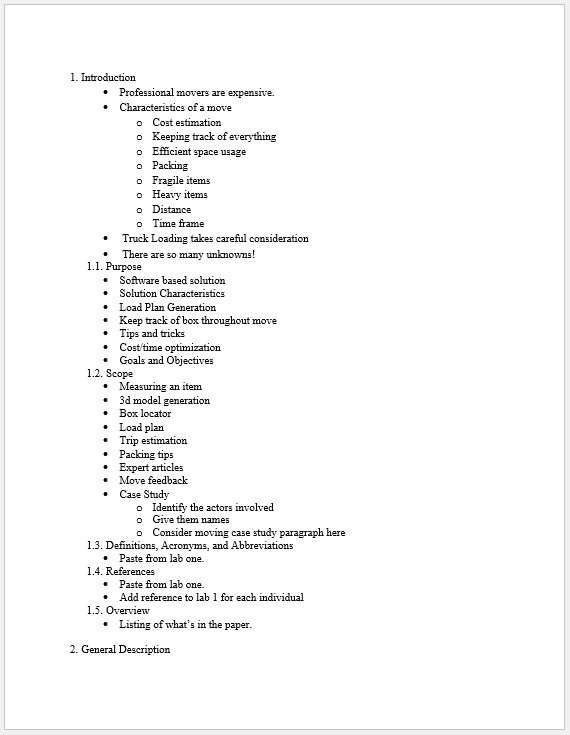 1. Introduction
• Professional movers are expensive.
• Characteristics of a move
o Cost estimation
o Keeping track of everything
o Efficient space usage
o Packing
o Fragile items
o Heavy items
o Distance
o Time frame
• Truck Loading takes careful consideration
• There are so many unknowns!
1.1. Purpose
• Software based solution
• Solution Characteristics
• Load Plan Generation
• Keep track of box throughout move
• Tips and tricks
• Cost/time optimization
• Goals and Objectives
1.2. Scope
• Measuring an item
• 3d model generation
• Box locator
• Load plan
• Trip estimation
• Packing tips
• Expert articles
• Move feedback
• Case Study
o Identify the actors involved
o Give them names
o Consider moving case study paragraph here
1.3. Definitions, Acronyms, and Abbreviations
• Paste from lab one.
1.4. References
• Paste from lab one.
• Add reference to lab 1 for each individual
1.5. Overview
• Listing of what’s in the paper.
2. General Description